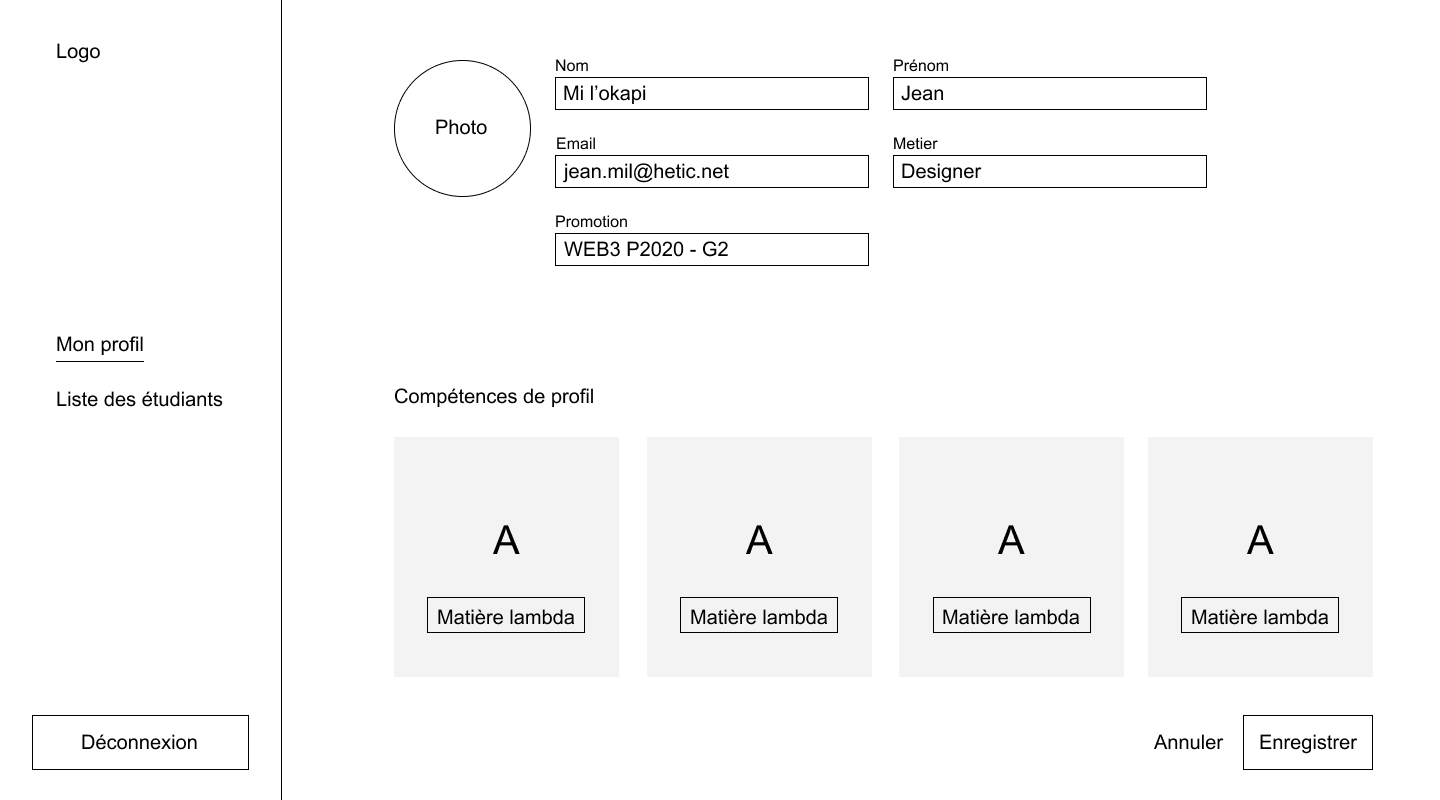 Logo
Mon profil
Liste des étudiants
Déconnexion
Photo
Nom
Mi l’okapi
Prénom
Jean
Email
jean.mil@hetic.net
Metier
Designer
Promotion
WEB3 P2020 - G2
Compétences de profil
A
Matière lambda
A
Matière lambda
A
Matière lambda
A
Matière lambda
Annuler
Enregistrer